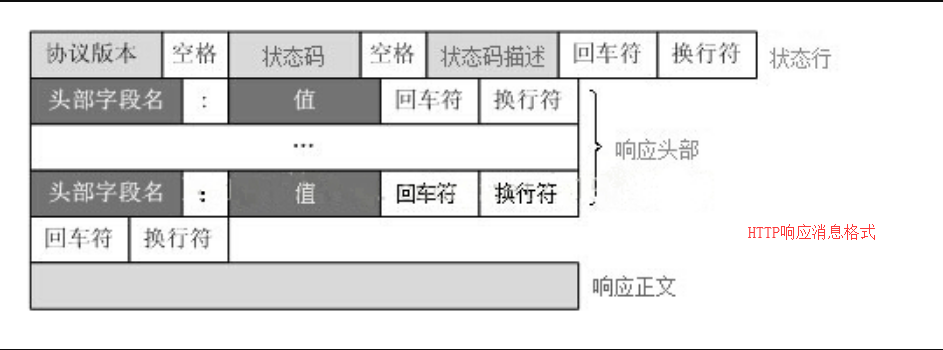 协议版本 空格 状态码 空格 状态码描述 回车符 换行符 状态行
头部字段名 : 值 回车符 换行符
... 响应头部
头部字段名 : 值 回车符 换行符
回车符 换行符 HTTP响应消息格式
响应正文